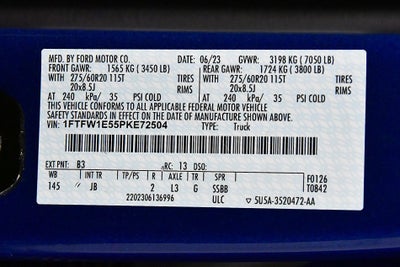 MFD. BY FORD MOTOR CO. 06/23 GVWR: 3198 KG ( 7050 LB)
FRONT GAWR: 1565 KG ( 3450 LB) REAR GAWR: 1724 KG ( 3800 LB)
WITH 275/60R20 115T TIRES WITH 275/60R20 115T TIRES
20x8.5J RIMS 20x8.5J RIMS
AT 240 kPa/ 35 PSI COLD AT 240 kPa/ 35 PSI COLD
THIS VEHICLE CONFORMS TO ALL APPLICABLE FEDERAL MOTOR VEHICLE
SAFETY STANDARDS IN EFFECT ON THE DATE OF MANUFACTURE SHOWN ABOVE.
VIN: 1FTFW1E55PKE72504 TYPE: Truck
EXT PNT: B3 RC: 13 DSO: F0126
T0842
WB INT TR TP/PS R AXLE TR SPR
145 JB 2 L3 G SSBB
2202306136996 ULC 5U5A-3520472-AA